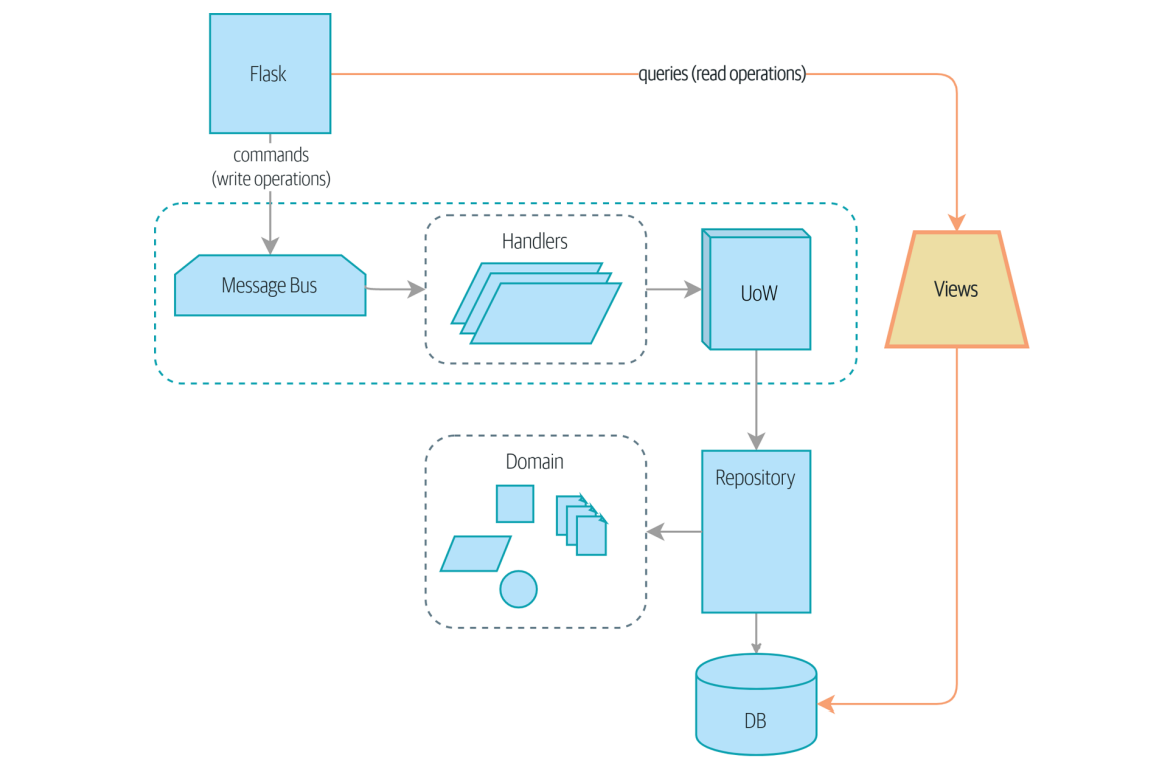 Flask
queries (read operations)
commands
(write operations)
Handlers
Message Bus
UoW
Views
Domain
Repository
DB